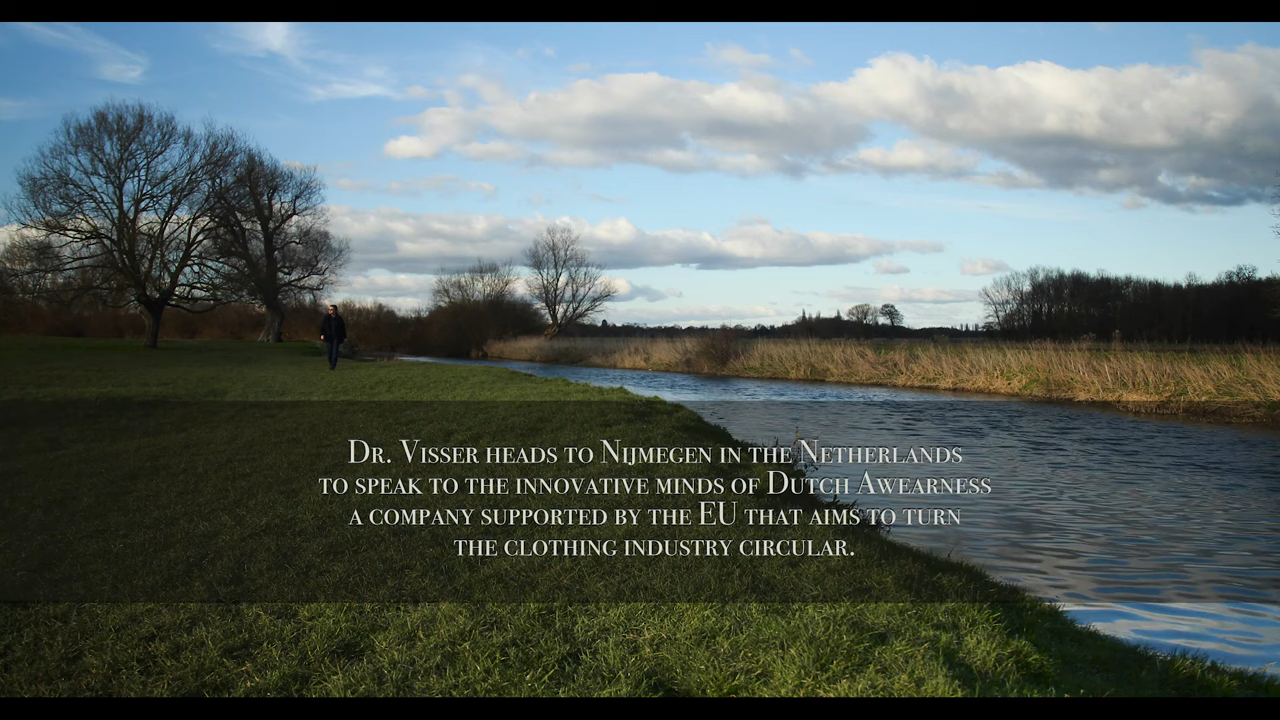 Dr. Visser heads to Nijmegen in the Netherlands
to speak to the innovative minds of Dutch Awearness
a company supported by the EU that aims to turn
the clothing industry circular.